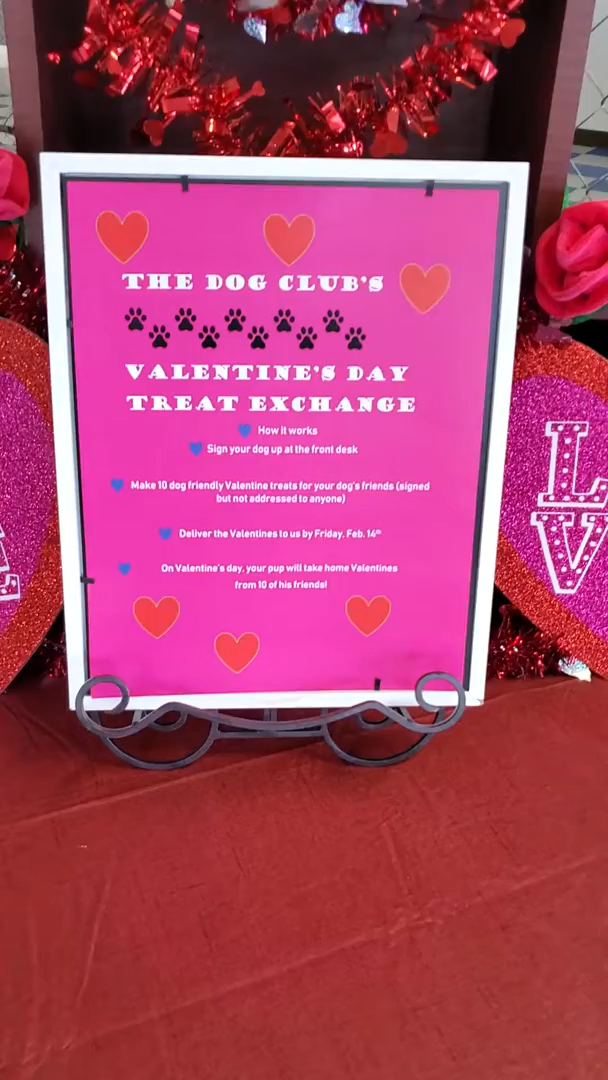 THE DOG CLUB'S
VALENTINE'S DAY
TREAT EXCHANGE
How it works
Sign your dog up at the front desk
Make 10 dog friendly Valentine treats for your dog's friends (signed
but not addressed to anyone)
Deliver the Valentines to us by Friday, Feb. 14th
On Valentine's day, your pup will take home Valentines
from 10 of his friends!
L
V